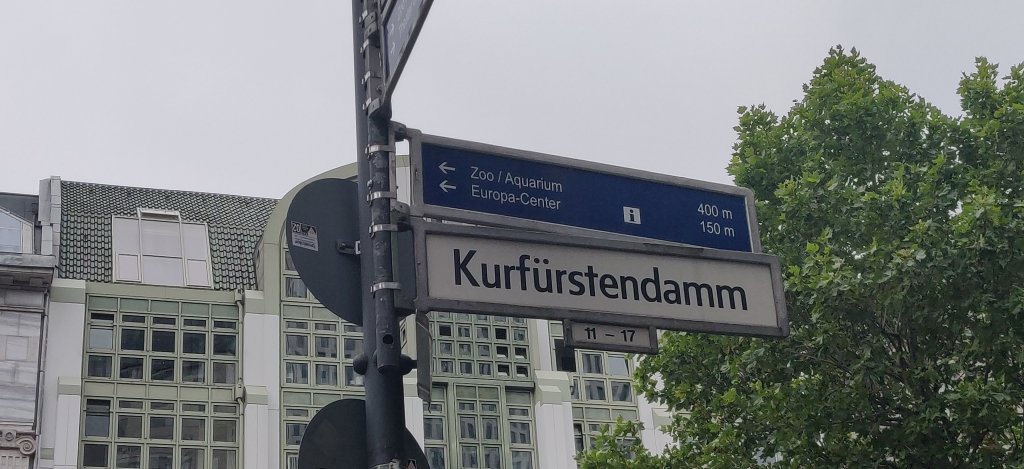 ← Zoo / Aquarium 400 m
← Europa-Center i 150 m
Kurfürstendamm
11 – 17